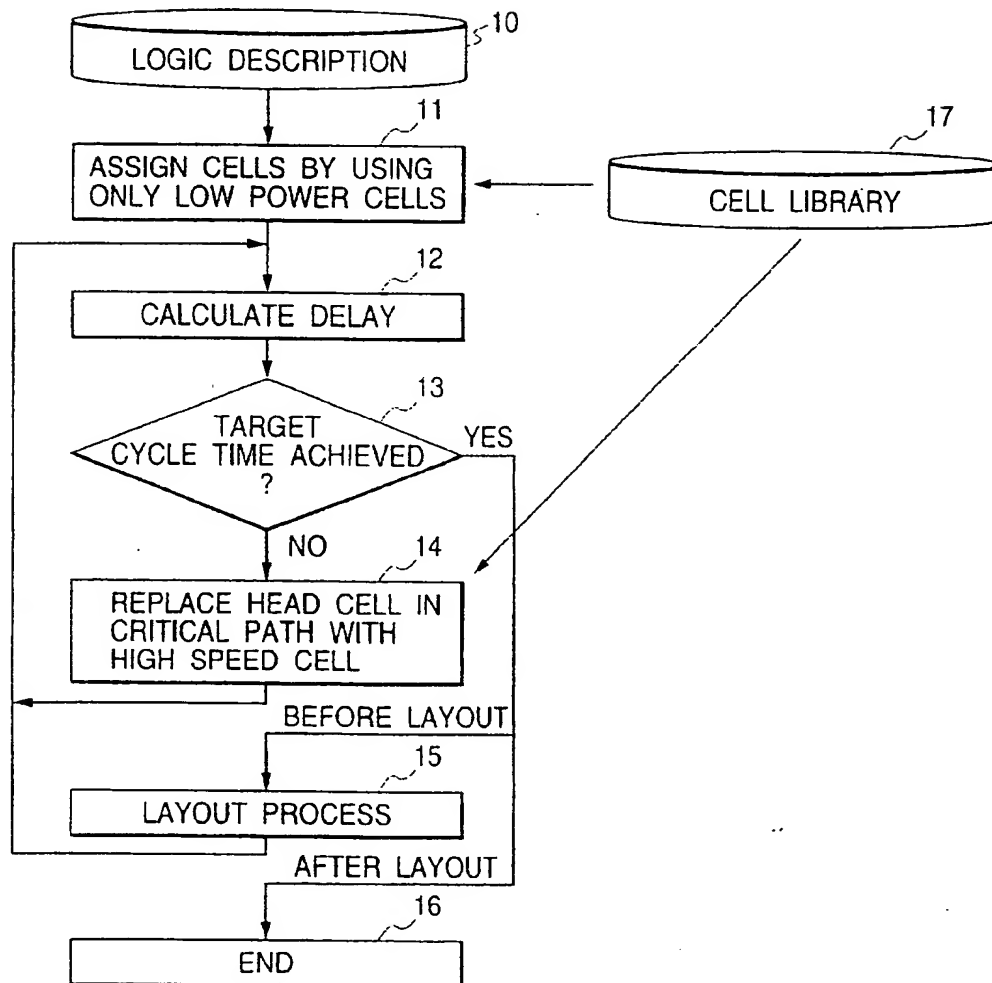 10
LOGIC DESCRIPTION
11
17
ASSIGN CELLS BY USING
ONLY LOW POWER CELLS
CELL LIBRARY
12
CALCULATE DELAY
13
TARGET
CYCLE TIME ACHIEVED
?
YES
NO
14
REPLACE HEAD CELL IN
CRITICAL PATH WITH
HIGH SPEED CELL
BEFORE LAYOUT
15
LAYOUT PROCESS
AFTER LAYOUT
16
END